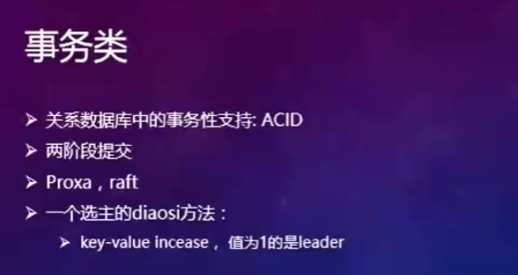 事务类
关系数据库中的事务性支持: ACID
两阶段提交
Proxa，raft
一个选主的diaosi方法：
key-value incease， 值为1的是leader